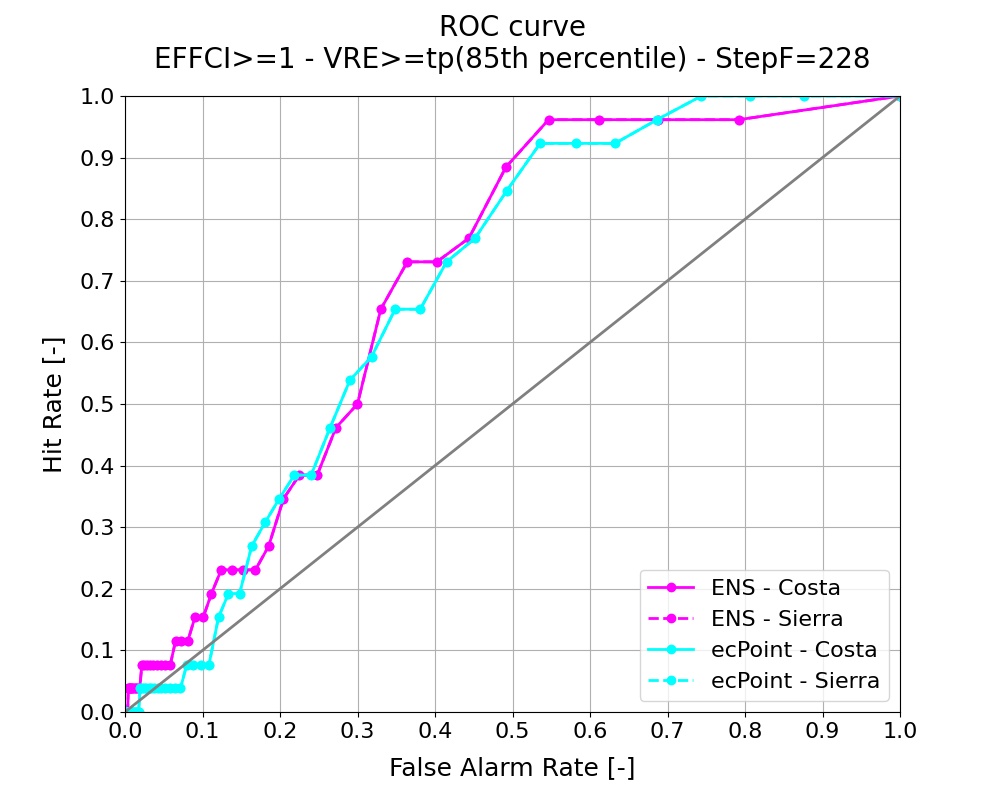 ROC curve
EFFCI>=1 - VRE>=tp(85th percentile) - StepF=228
1.0
0.9
0.8
0.7
0.6
0.5
0.4
0.3
0.2
0.1
0.0
Hit Rate [-]
ENS - Costa
ENS - Sierra
ecPoint - Costa
ecPoint - Sierra
0.0 0.1 0.2 0.3 0.4 0.5 0.6 0.7 0.8 0.9 1.0
False Alarm Rate [-]